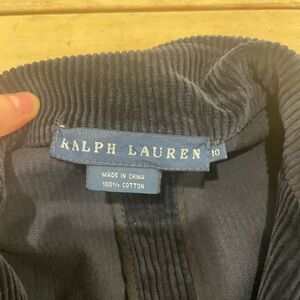 RALPH LAUREN 10
MADE IN CHINA
100% COTTON